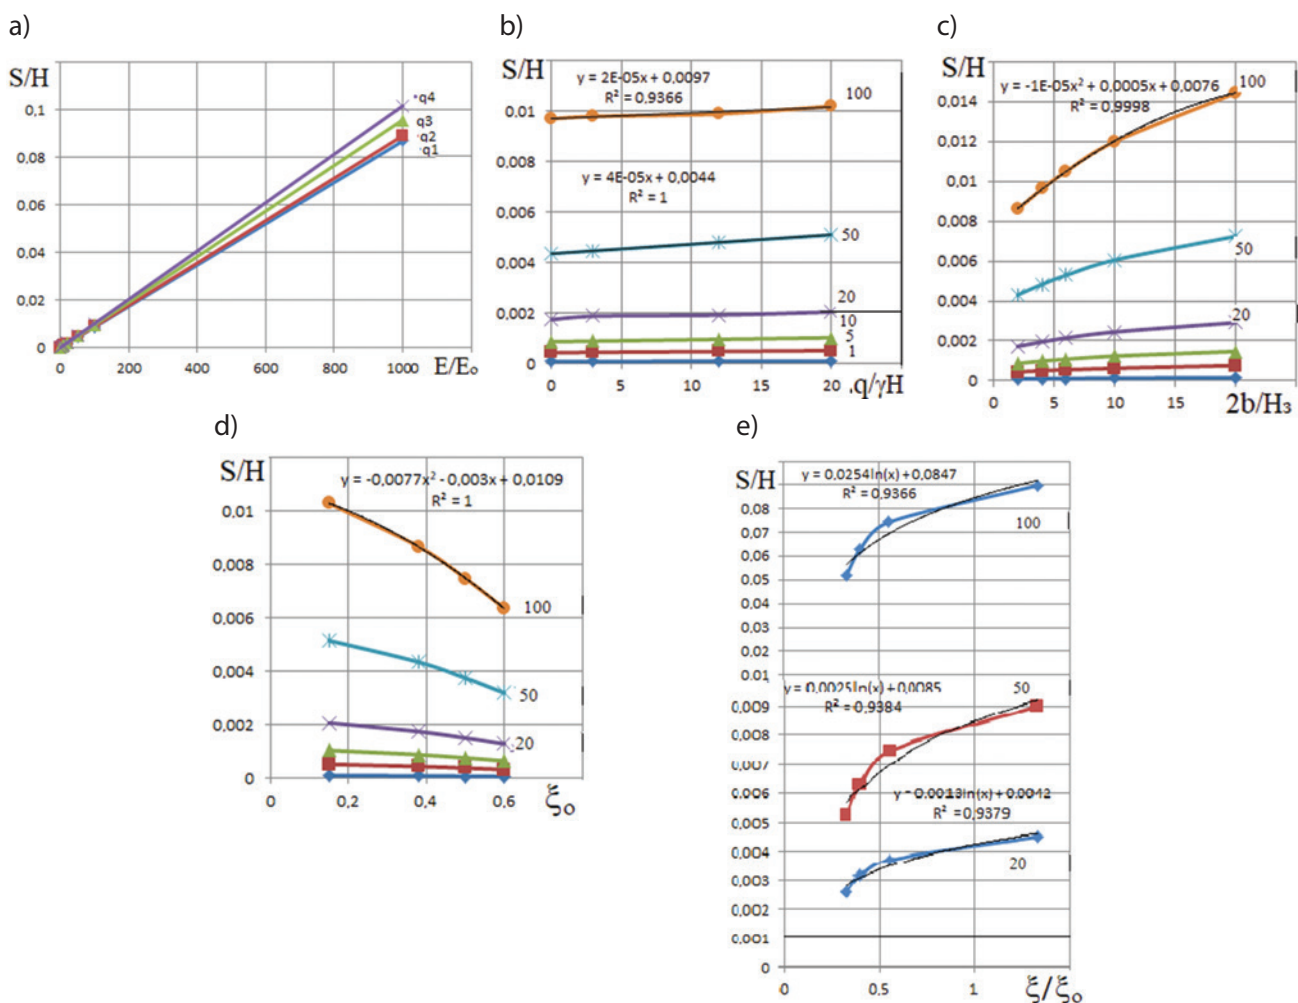 a)
S/H
0,1
0,08
0,06
0,04
0,02
0
0
200
400
600
800
1000
E/Eₒ
q4
q3
q2
q1
b)
S/H
y = 2E-05x + 0,0097
R² = 0,9366
100
0,01
0,008
y = 4E-05x + 0,0044
R² = 1
0,006
50
0,004
20
0,002
10
5
1
0
0
5
10
15
20
q/γH
c)
S/H
y = -1E-05x² + 0,0005x + 0,0076
R² = 0,9998
100
0,014
0,012
0,01
0,008
50
0,006
0,004
20
0,002
0
0
5
10
15
2b/H₃
d)
S/H
y = -0,0077x² - 0,003x + 0,0109
R² = 1
0,01
0,008
0,006
100
0,004
50
0,002
20
0
0
0,2
0,4
0,6
ξₒ
e)
S/H
y = 0,0254ln(x) + 0,0847
R² = 0,9366
0,08
100
0,07
0,06
0,05
0,04
0,03
0,02
0,01
y = 0,0025ln(x) + 0,0085
R² = 0,9384
50
0,009
0,008
0,007
0,006
y = 0,0013ln(x) + 0,0042
R² = 0,9379
0,005
0,004
20
0,003
0,002
0,001
0
0
0,5
1
ξ/ξₒ